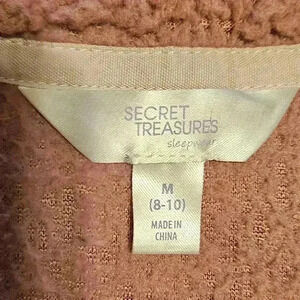 SECRET
TREASURES
sleepwear
M
(8-10)
MADE IN
CHINA